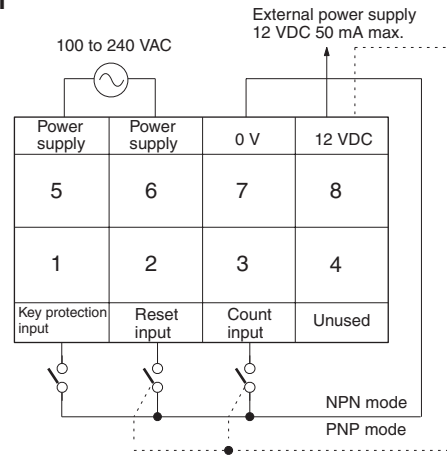 External power supply
12 VDC 50 mA max.
100 to 240 VAC
Power supply
Power supply
0 V
12 VDC
5
6
7
8
1
2
3
4
Key protection input
Reset input
Count input
Unused
NPN mode
PNP mode